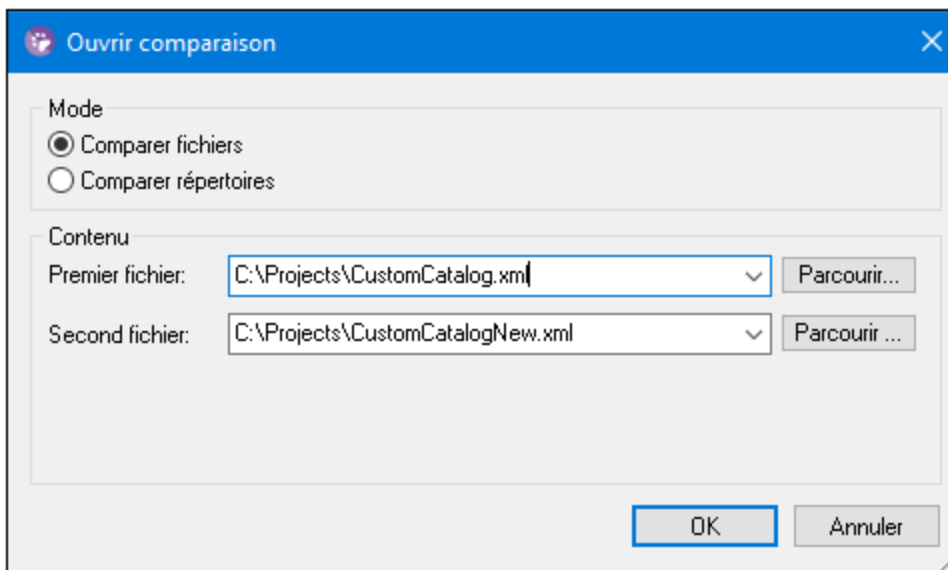 Ouvrir comparaison
Mode
Comparer fichiers
Comparer répertoires
Contenu
Premier fichier: C:\Projects\CustomCatalog.xml Parcourir...
Second fichier: C:\Projects\CustomCatalogNew.xml Parcourir ...
OK Annuler